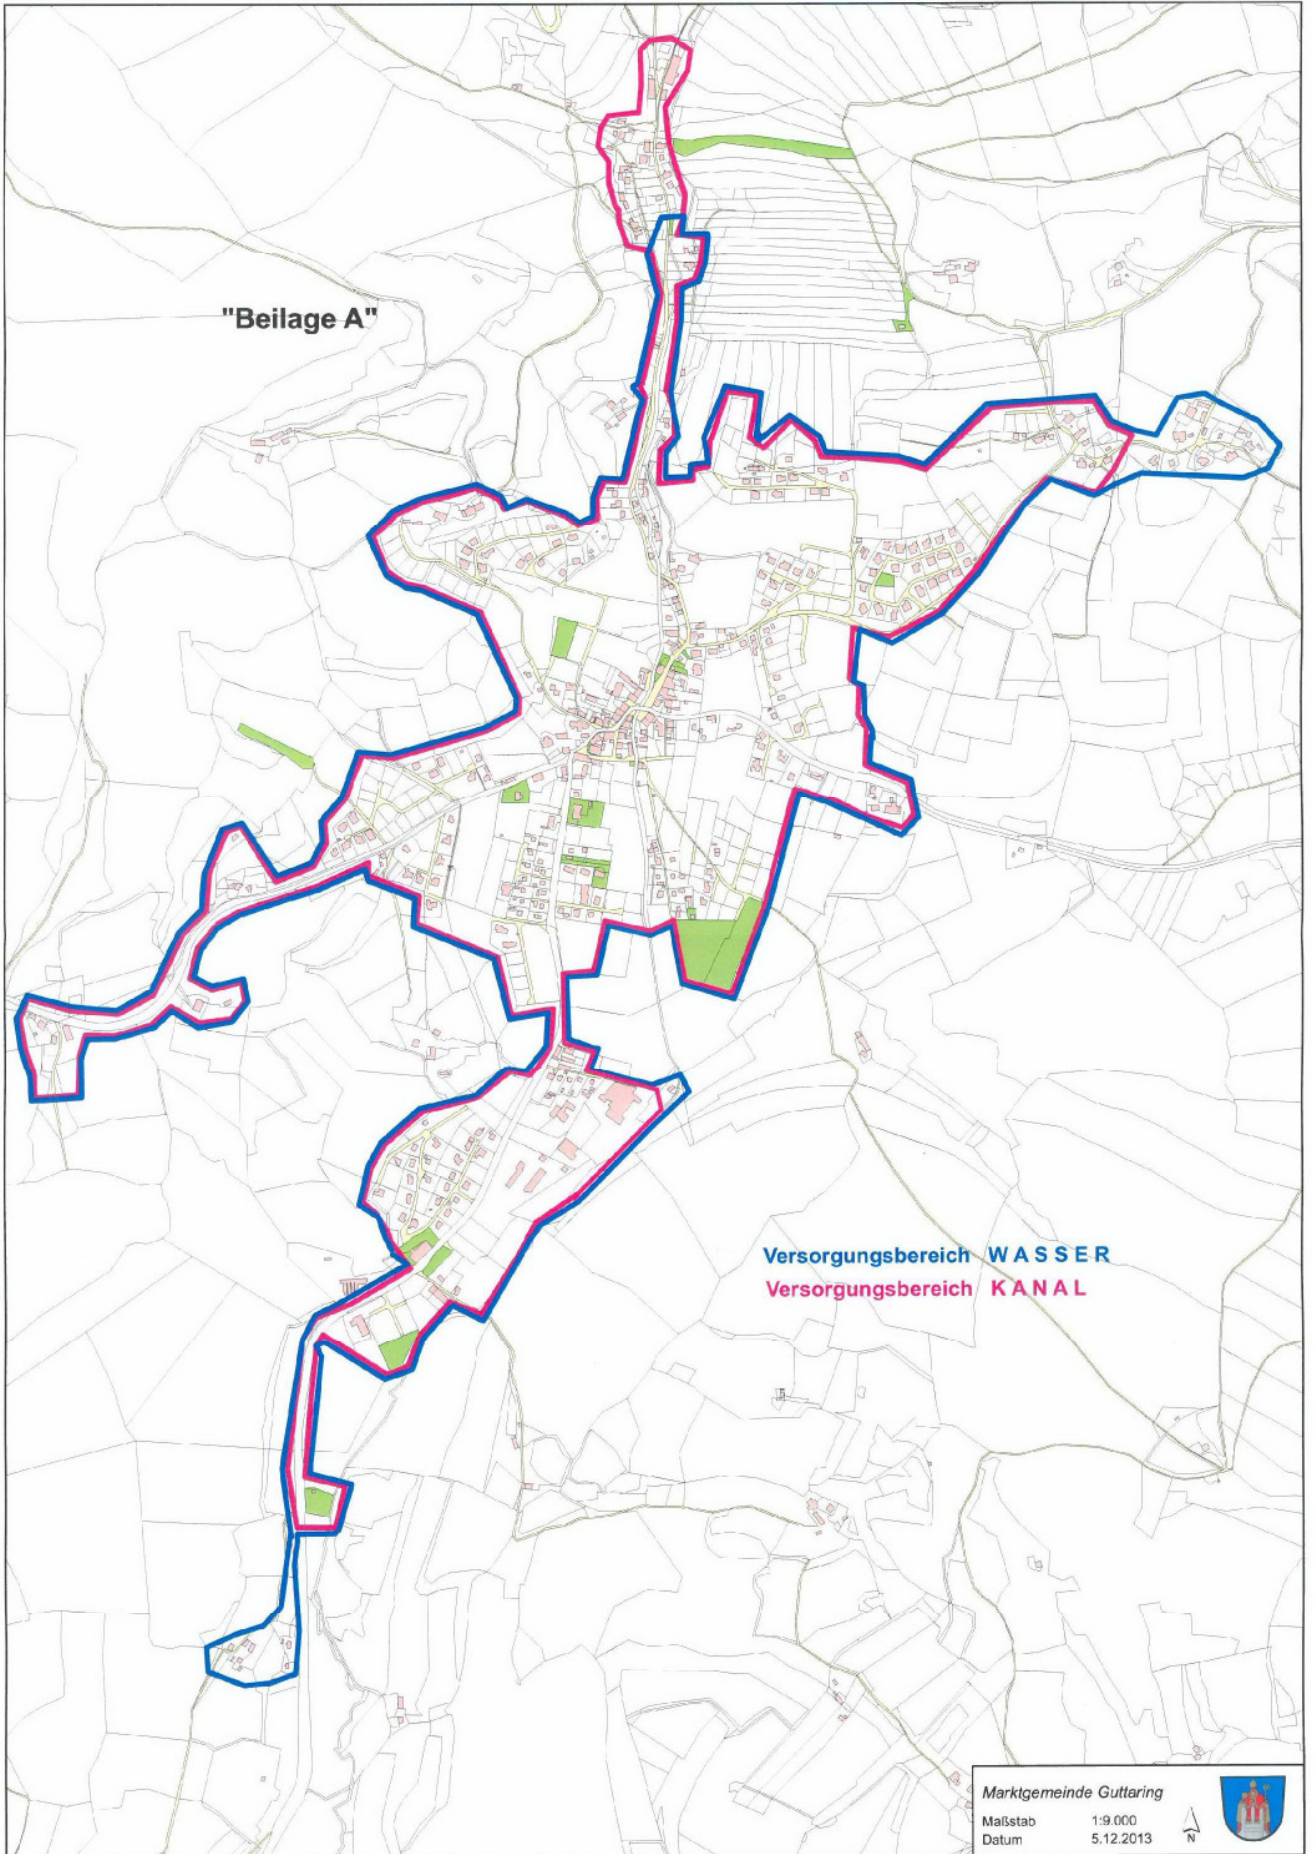 "Beilage A"
Versorgungsbereich WASSER
Versorgungsbereich KANAL
Marktgemeinde Guttaring
Maßstab 1:9.000
Datum 5.12.2013
N